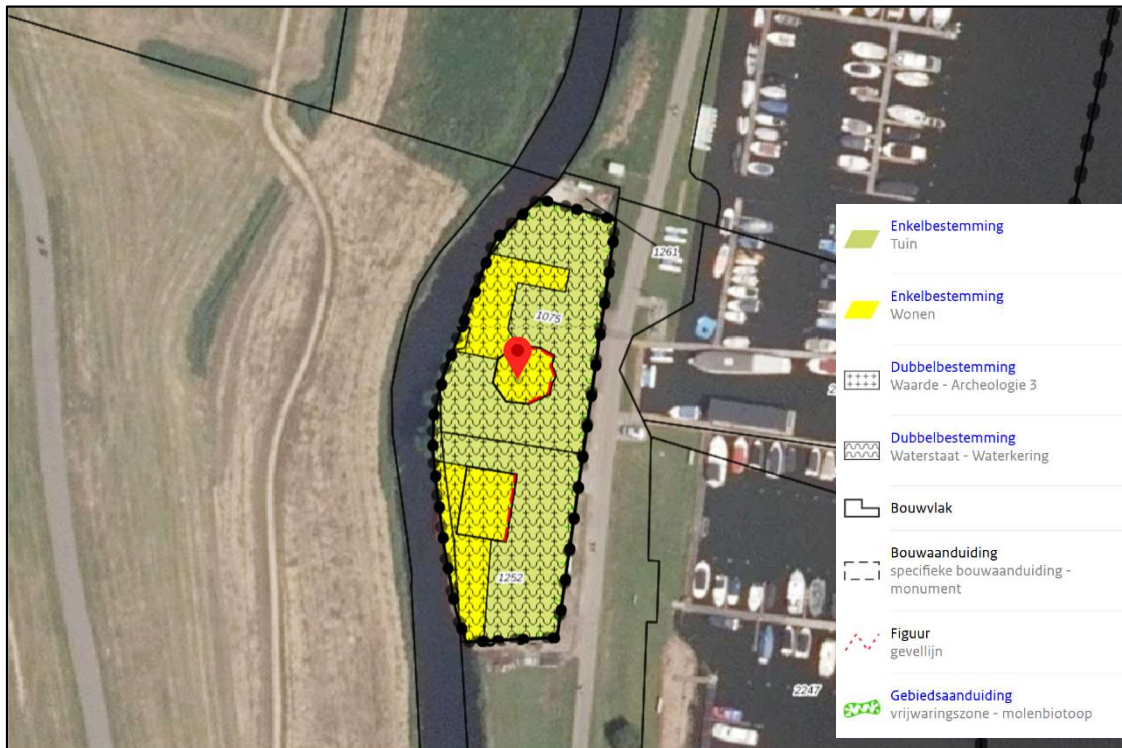 1261
1075
1252
2247
Enkelbestemming
Tuin
Enkelbestemming
Wonen
Dubbelbestemming
Waarde - Archeologie 3
Dubbelbestemming
Waterstaat - Waterkering
Bouwvlak
Bouwaanduiding
specifieke bouwaanduiding -
monument
Figuur
gevellijn
Gebiedsaanduiding
vrijwaringszone - molenbiotoop